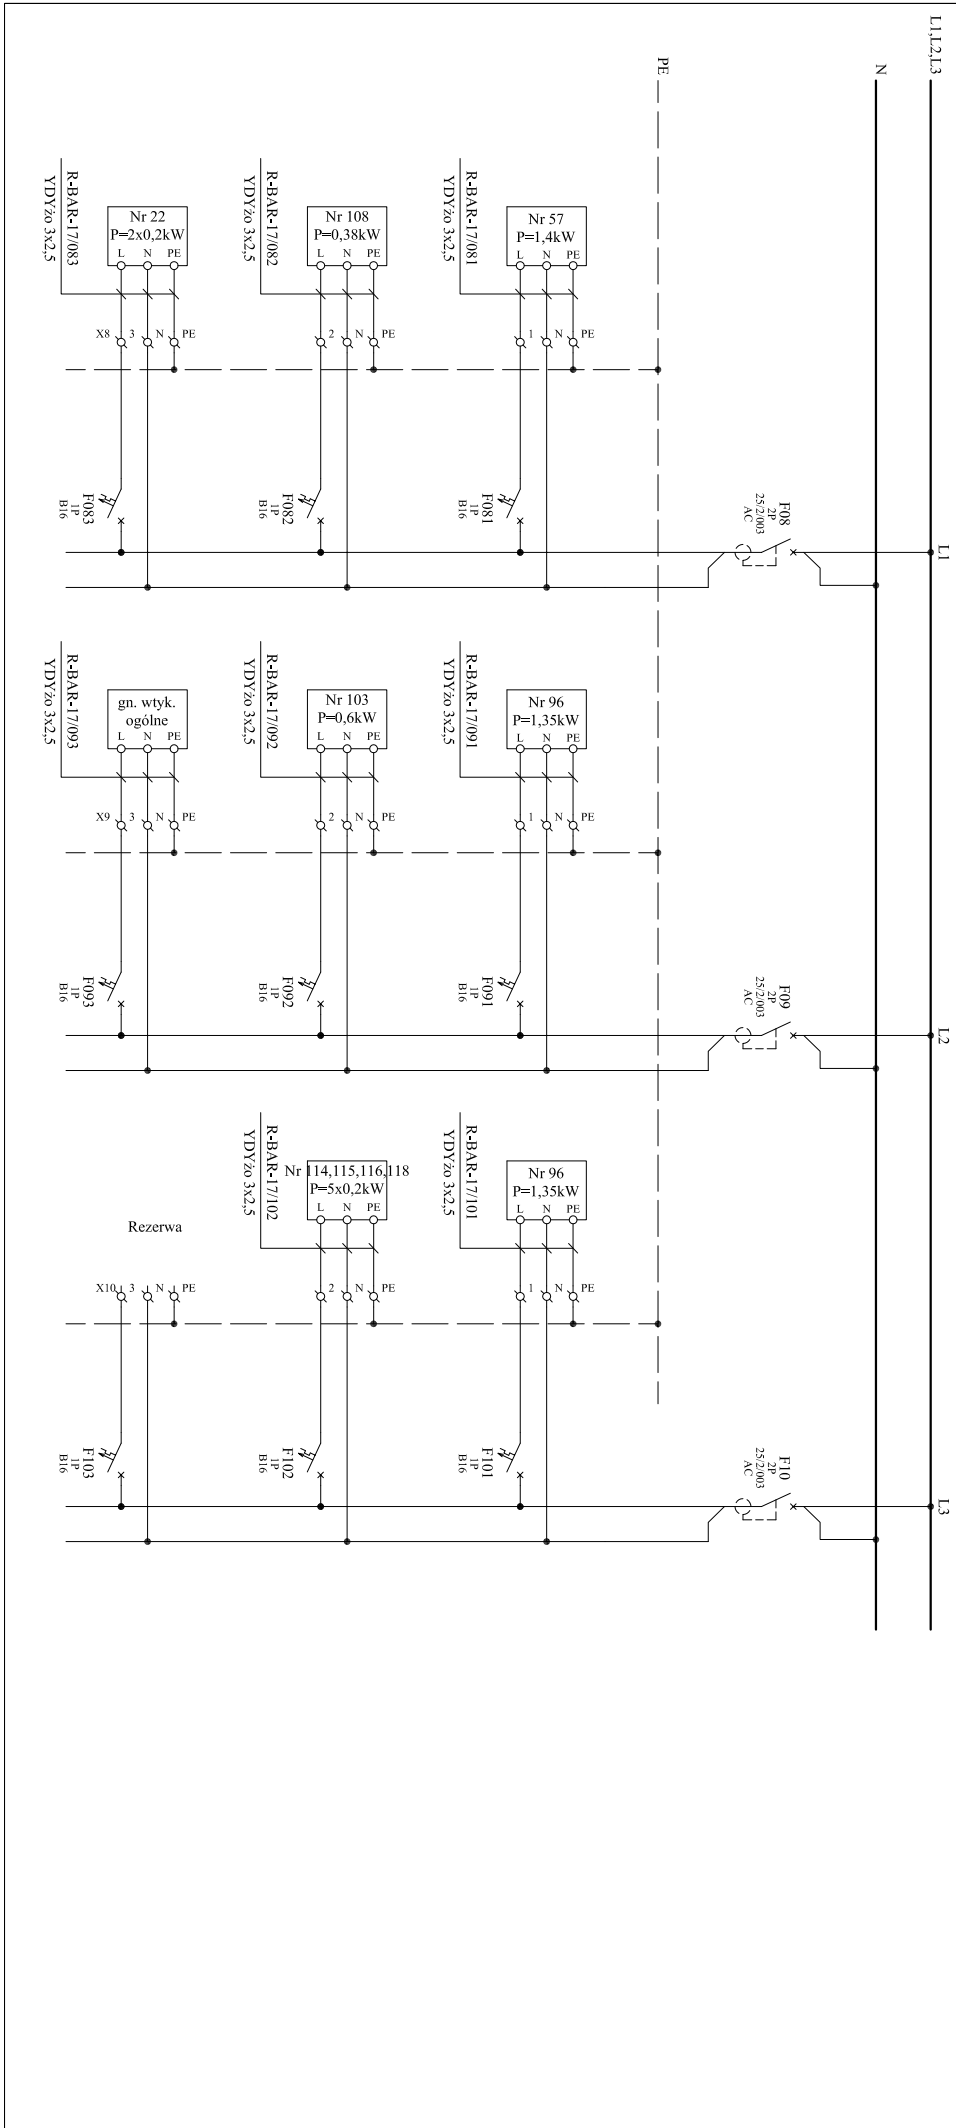 L1,L2,L3
N
PE
R-BAR-17/083
YDYżo 3x2,5
Nr 22
P=2x0,2kW
L N PE
X8 3 N PE
F083
1P
B16
R-BAR-17/082
YDYżo 3x2,5
Nr 108
P=0,38kW
L N PE
2 N PE
F082
1P
B16
R-BAR-17/081
YDYżo 3x2,5
Nr 57
P=1,4kW
L N PE
1 N PE
F081
1P
B16
F08
2P
25/2/003
AC
L1
R-BAR-17/093
YDYżo 3x2,5
gn. wtyk.
ogólne
L N PE
X9 3 N PE
F093
1P
B16
R-BAR-17/092
YDYżo 3x2,5
Nr 103
P=0,6kW
L N PE
2 N PE
F092
1P
B16
R-BAR-17/091
YDYżo 3x2,5
Nr 96
P=1,35kW
L N PE
1 N PE
F091
1P
B16
F09
2P
25/2/003
AC
L2
Rezerwa
X10 3 N PE
F103
1P
B16
R-BAR-17/102
YDYżo 3x2,5
Nr 114,115,116,118
P=5x0,2kW
L N PE
2 N PE
F102
1P
B16
R-BAR-17/101
YDYżo 3x2,5
Nr 96
P=1,35kW
L N PE
1 N PE
F101
1P
B16
F10
2P
25/2/003
AC
L3